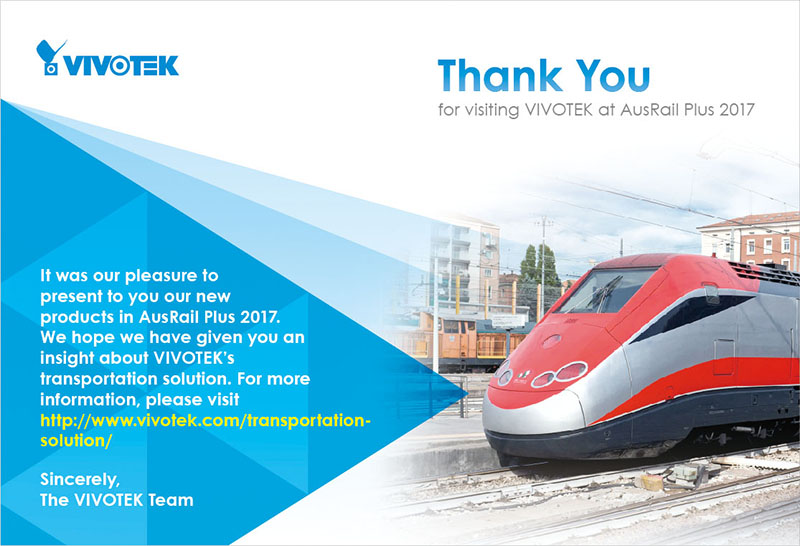 VIVOTEK
Thank You
for visiting VIVOTEK at AusRail Plus 2017
It was our pleasure to
present to you our new
products in AusRail Plus 2017.
We hope we have given you an
insight about VIVOTEK's
transportation solution. For more
information, please visit
http://www.vivotek.com/transportation-
solution/
Sincerely,
The VIVOTEK Team